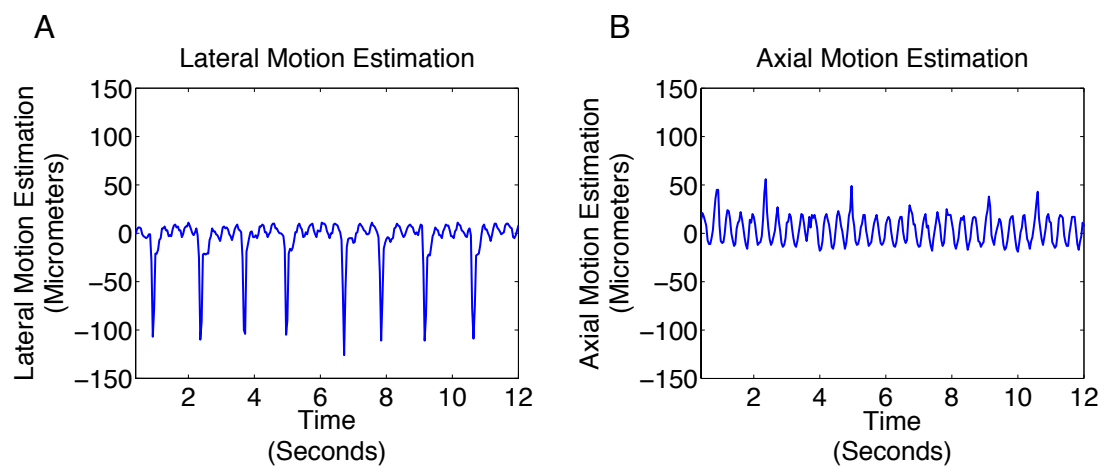 A
Lateral Motion Estimation
Lateral Motion Estimation
(Micrometers)
150
100
50
0
−50
−100
−150
2 4 6 8 10 12
Time
(Seconds)
B
Axial Motion Estimation
Axial Motion Estimation
(Micrometers)
150
100
50
0
−50
−100
−150
2 4 6 8 10 12
Time
(Seconds)